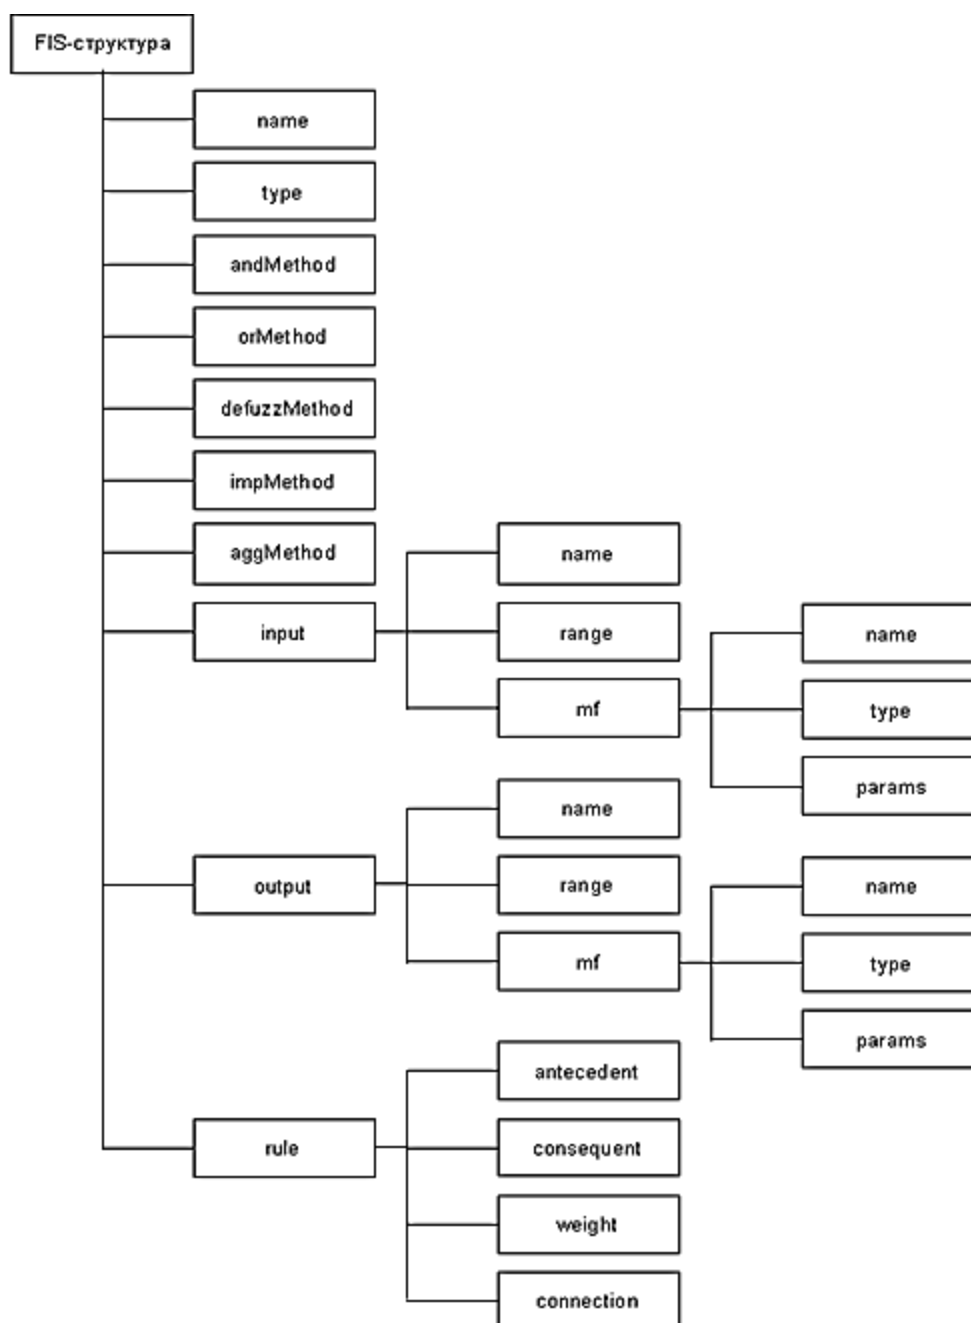 FIS-структура
name
type
andMethod
orMethod
defuzzMethod
impMethod
aggMethod
name
input
range
name
mf
type
params
name
output
range
name
mf
type
params
antecedent
rule
consequent
weight
connection